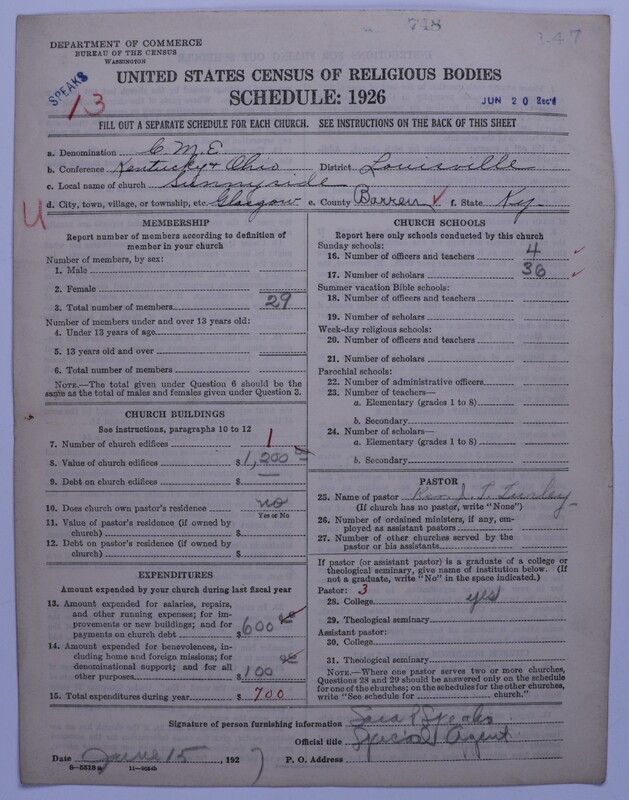 728
147
DEPARTMENT OF COMMERCE
BUREAU OF THE CENSUS
WASHINGTON
SPEAKS
13
UNITED STATES CENSUS OF RELIGIOUS BODIES
SCHEDULE: 1926
JUN 20 Rec'd
FILL OUT A SEPARATE SCHEDULE FOR EACH CHURCH. SEE INSTRUCTIONS ON THE BACK OF THIS SHEET
a. Denomination C.M.E.
b. Conference Kentucky & Ohio District Louisville
c. Local name of church Sunnyside
d. City, town, village, or township, etc. Glasgow e. County Barren ✓ f. State Ky.
U
MEMBERSHIP
Report number of members according to definition of
member in your church
Number of members, by sex:
1. Male
2. Female
3. Total number of members 29
Number of members under and over 13 years old:
4. Under 13 years of age
5. 13 years old and over
6. Total number of members
NOTE.—The total given under Question 6 should be the
same as the total of males and females given under Question 3.
CHURCH BUILDINGS
See instructions, paragraphs 10 to 12
7. Number of church edifices 1
8. Value of church edifices $1,200
9. Debt on church edifices $
10. Does church own pastor's residence no
Yes or No
11. Value of pastor's residence (if owned by
church) $
12. Debt on pastor's residence (if owned by
church) $
EXPENDITURES
Amount expended by your church during last fiscal year
13. Amount expended for salaries, repairs,
and other running expenses; for im-
provements or new buildings; and for
payments on church debt $600
14. Amount expended for benevolences, in-
cluding home and foreign missions; for
denominational support; and for all
other purposes $100
15. Total expenditures during year $700
CHURCH SCHOOLS
Report here only schools conducted by this church
Sunday schools:
16. Number of officers and teachers 4 ✓
17. Number of scholars 36 ✓
Summer vacation Bible schools:
18. Number of officers and teachers
19. Number of scholars
Week-day religious schools:
20. Number of officers and teachers
21. Number of scholars
Parochial schools:
22. Number of administrative officers
23. Number of teachers—
a. Elementary (grades 1 to 8)
b. Secondary
24. Number of scholars—
a. Elementary (grades 1 to 8)
b. Secondary
PASTOR
25. Name of pastor Rev. J. T. Turley
(If church has no pastor, write "None")
26. Number of ordained ministers, if any, em-
ployed as assistant pastors
27. Number of other churches served by the
pastor or his assistants
If pastor (or assistant pastor) is a graduate of a college or
theological seminary, give name of institution below. (If
not a graduate, write "No" in the space indicated.)
Pastor: 3
28. College yes
29. Theological seminary
Assistant pastor:
30. College
31. Theological seminary
NOTE.—Where one pastor serves two or more churches,
Questions 28 and 29 should be answered only on the schedule
for one of the churches; on the schedules for the other churches,
write "See schedule for church."
Signature of person furnishing information Sara Speaks
Official title Special Agent
Date June 15, 1927 P. O. Address